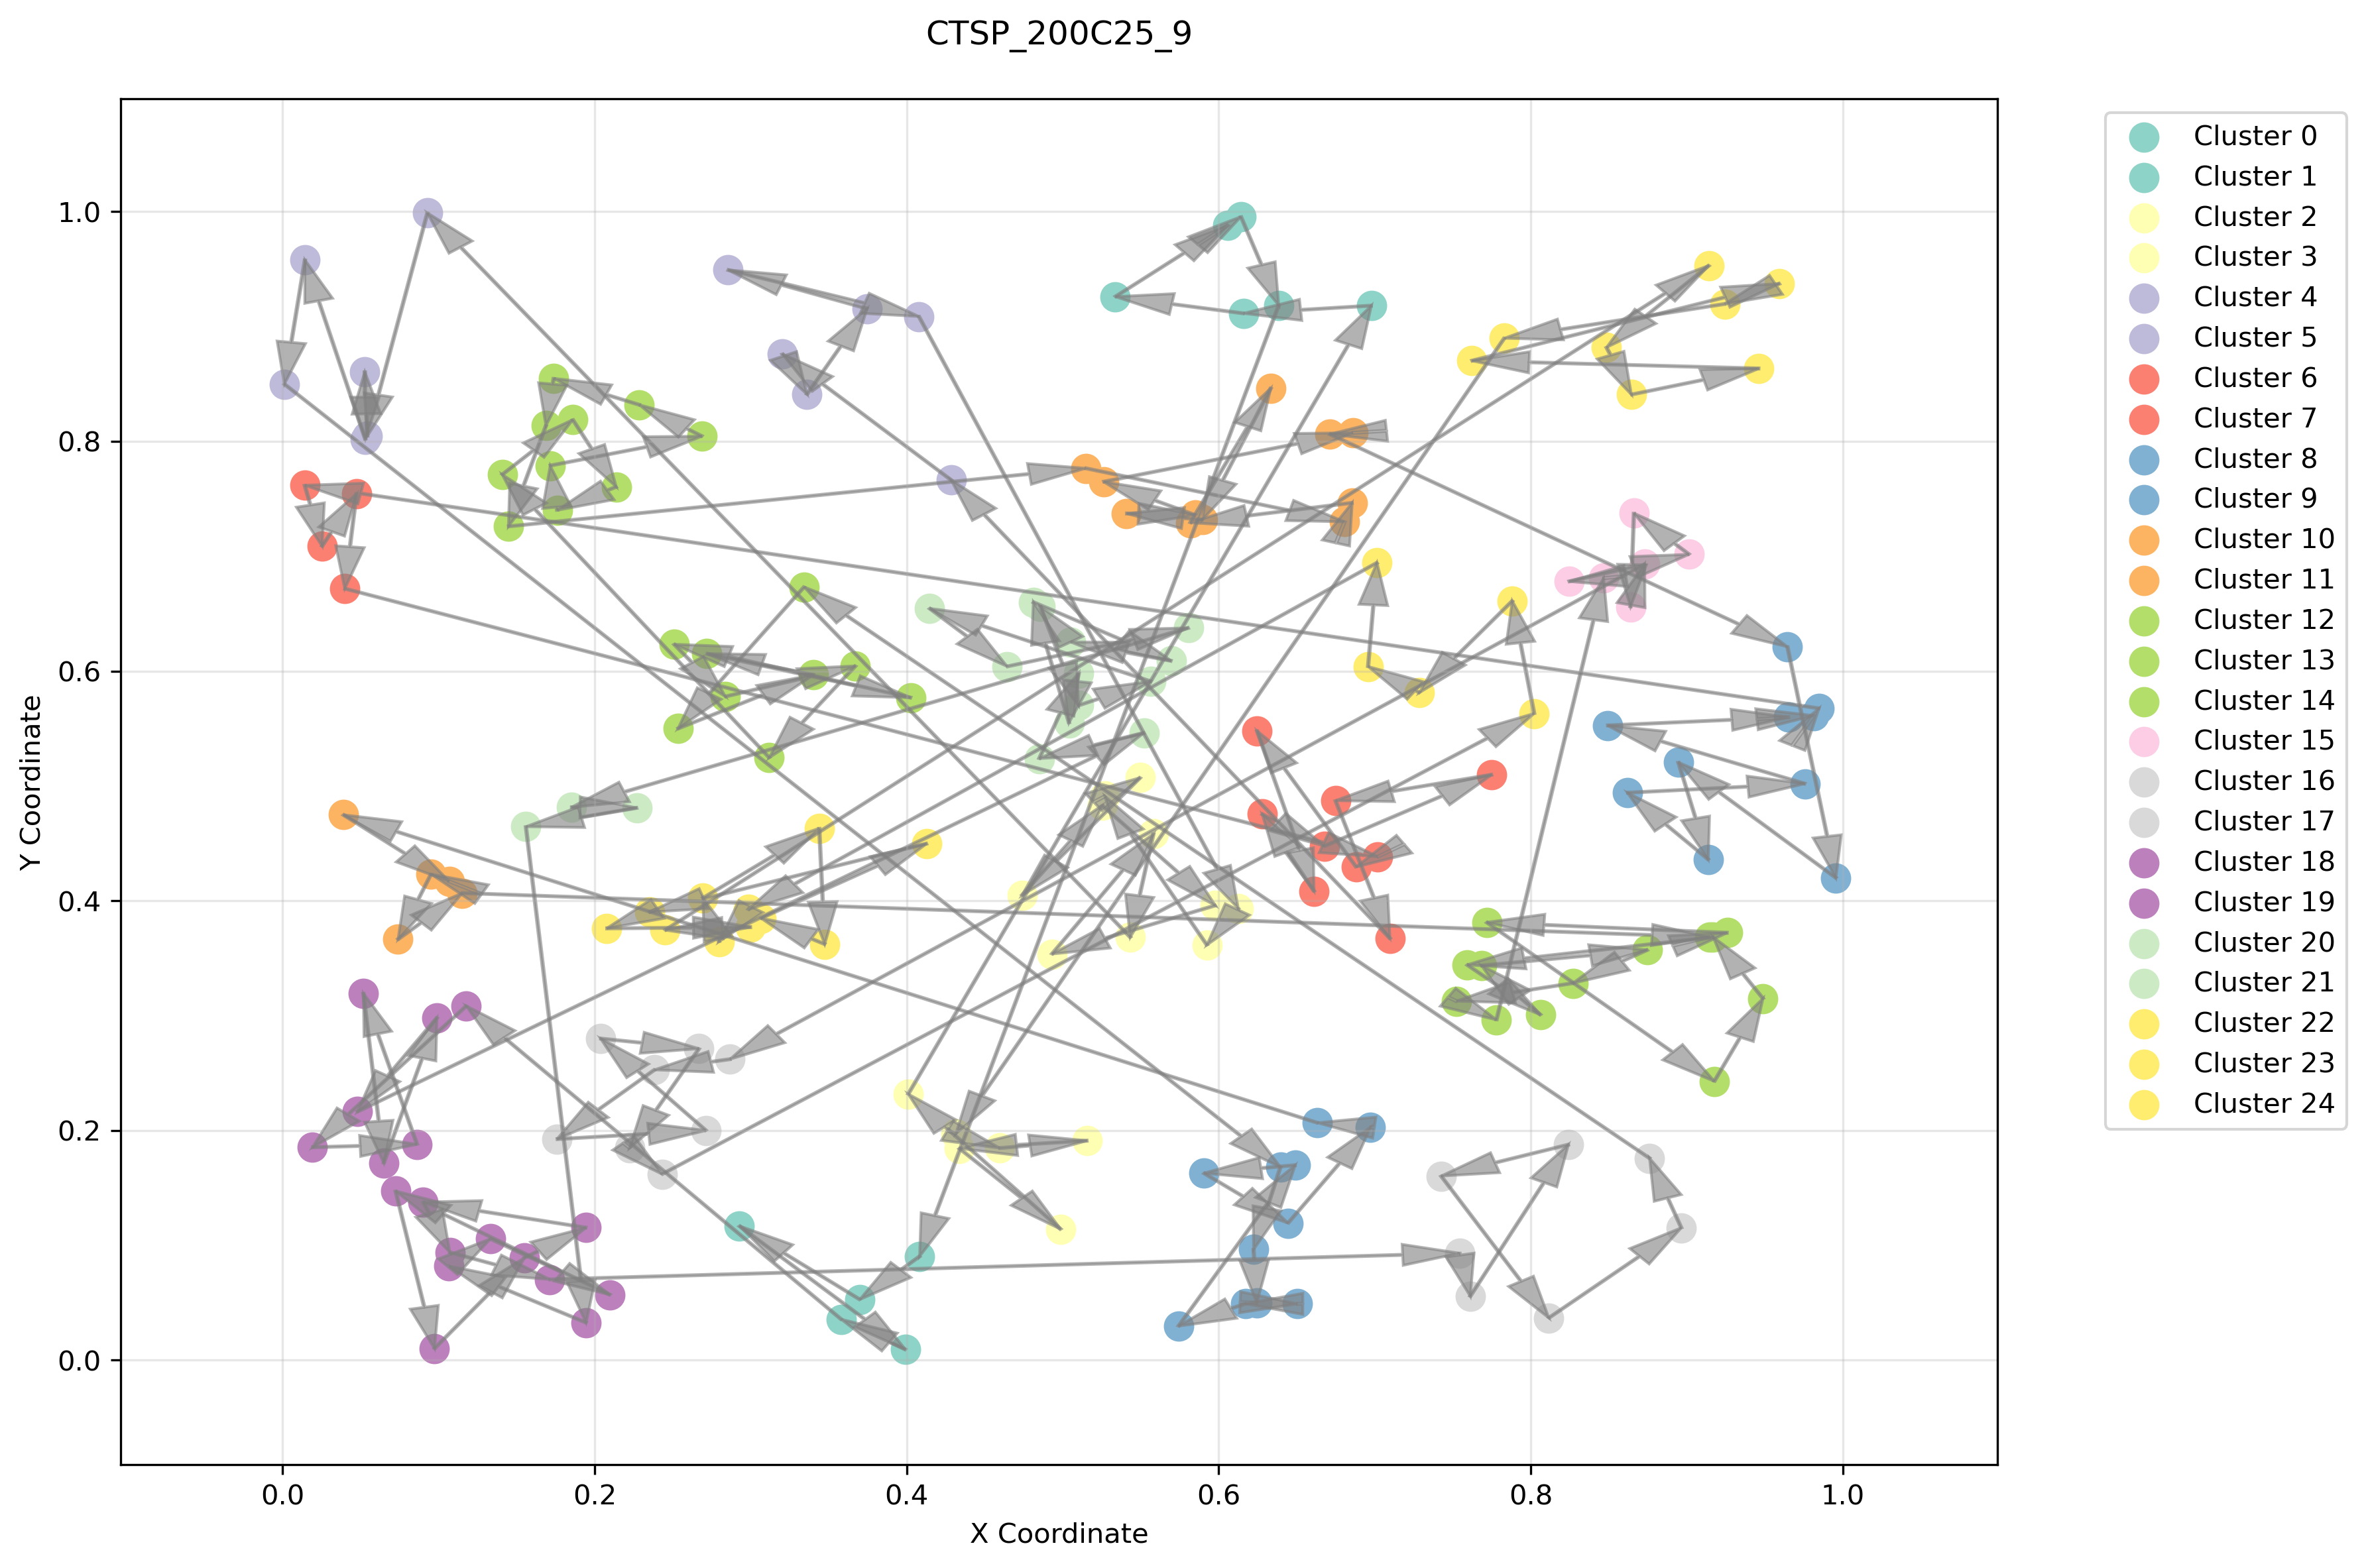 CTSP_200C25_9
1.0
0.8
0.6
0.4
0.2
0.0
Y Coordinate
0.0 0.2 0.4 0.6 0.8 1.0
X Coordinate
Cluster 0
Cluster 1
Cluster 2
Cluster 3
Cluster 4
Cluster 5
Cluster 6
Cluster 7
Cluster 8
Cluster 9
Cluster 10
Cluster 11
Cluster 12
Cluster 13
Cluster 14
Cluster 15
Cluster 16
Cluster 17
Cluster 18
Cluster 19
Cluster 20
Cluster 21
Cluster 22
Cluster 23
Cluster 24